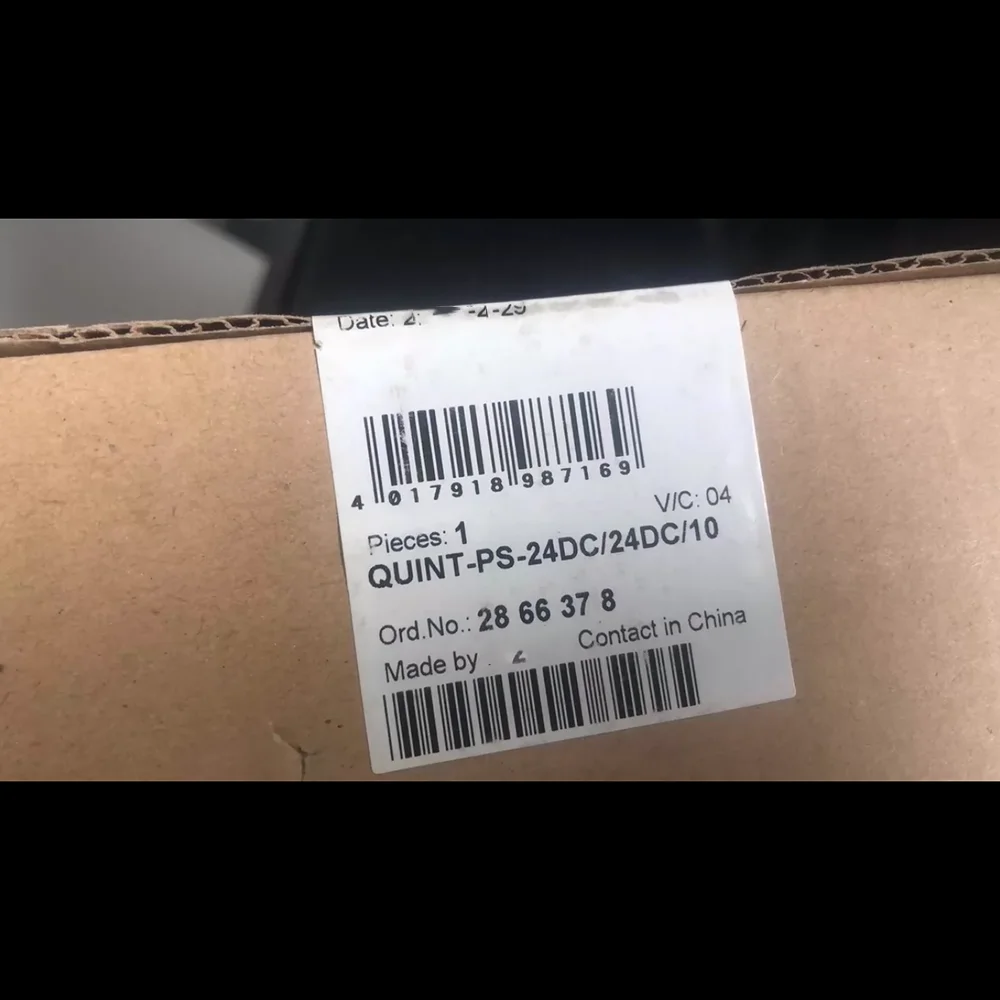 Date:
4 017918 987169
V/C: 04
Pieces: 1
QUINT-PS-24DC/24DC/10
Ord.No.: 28 66 37 8
Contact in China
Made by